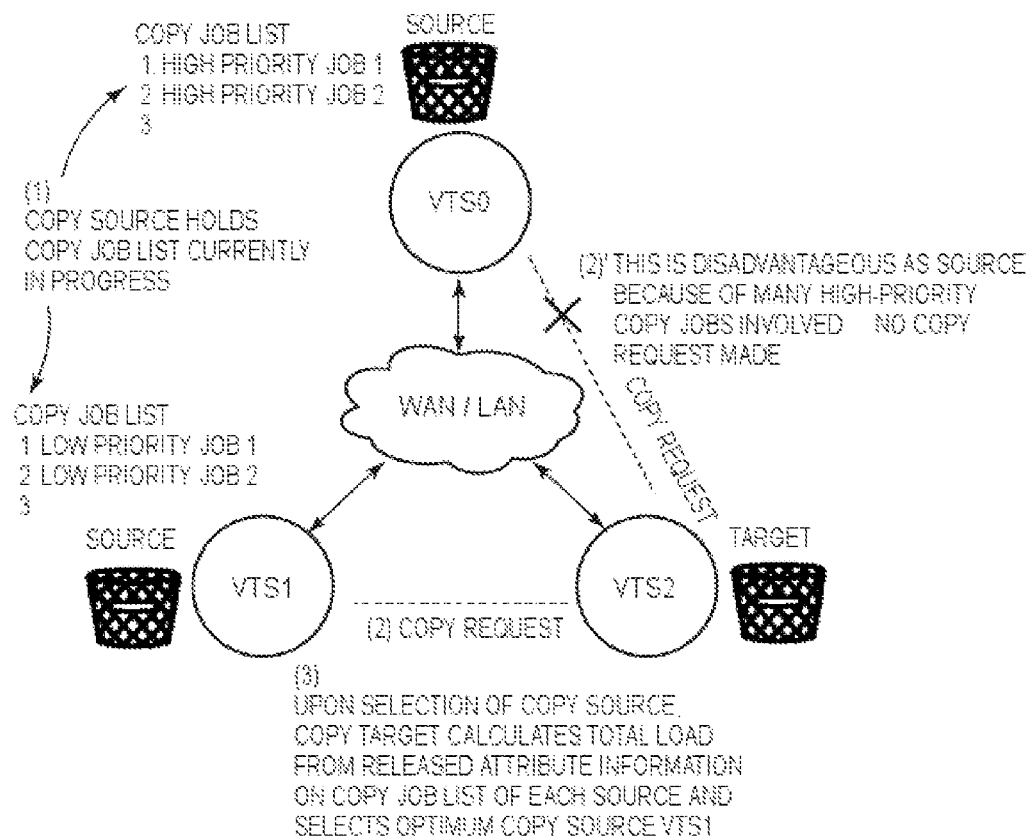 SOURCE
COPY JOB LIST
1 HIGH PRIORITY JOB 1
2 HIGH PRIORITY JOB 2
3
VTS0
(1)
COPY SOURCE HOLDS
COPY JOB LIST CURRENTLY
IN PROGRESS
(2)' THIS IS DISADVANTAGEOUS AS SOURCE
BECAUSE OF MANY HIGH-PRIORITY
COPY JOBS INVOLVED NO COPY
REQUEST MADE
WAN / LAN
COPY REQUEST
COPY JOB LIST
1 LOW PRIORITY JOB 1
2 LOW PRIORITY JOB 2
3
SOURCE
VTS1
VTS2
TARGET
(2) COPY REQUEST
(3)
UPON SELECTION OF COPY SOURCE,
COPY TARGET CALCULATES TOTAL LOAD
FROM RELEASED ATTRIBUTE INFORMATION
ON COPY JOB LIST OF EACH SOURCE AND
SELECTS OPTIMUM COPY SOURCE VTS1